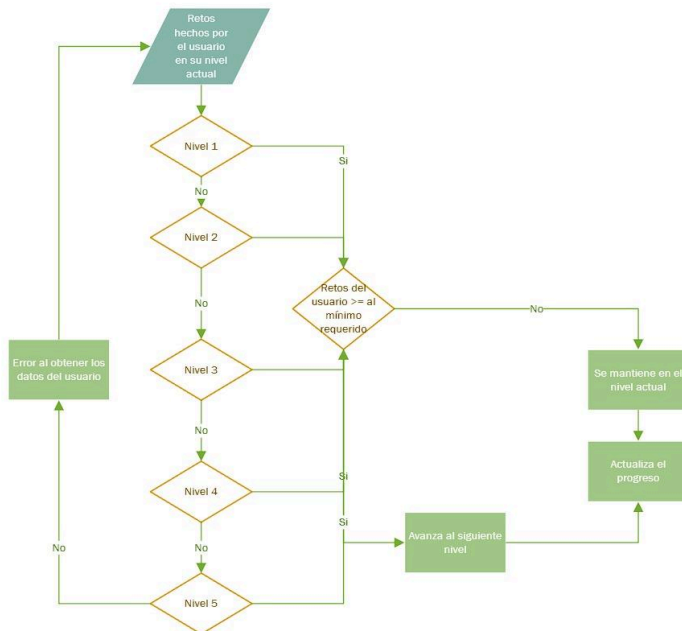 Retos
hechos por
el usuario
en su nivel
actual
Nivel 1
Si
No
Nivel 2
Retos del
usuario >= al
mínimo
requerido
No
No
Error al obtener los
datos del usuario
Nivel 3
Se mantiene en el
nivel actual
No
Actualiza el
progreso
Si
Nivel 4
Si
Avanza al siguiente
nivel
No
No
Nivel 5